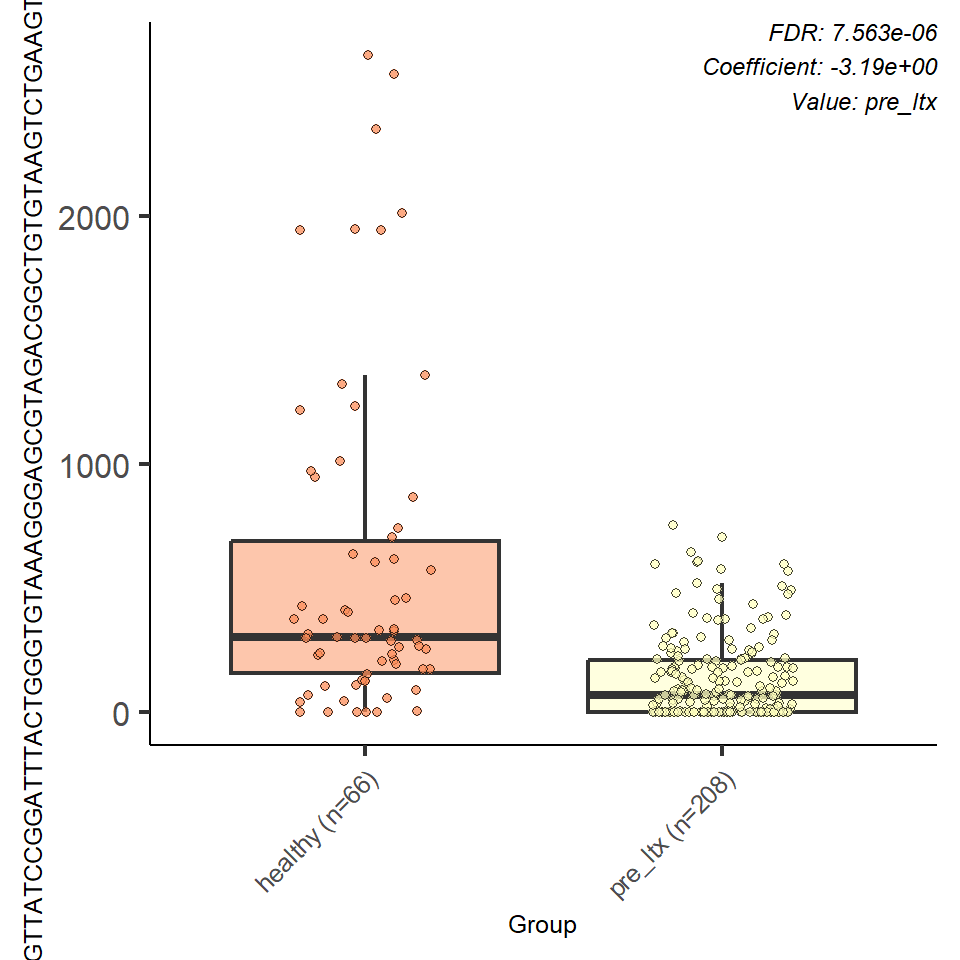 FDR: 7.563e-06
Coefficient: -3.19e+00
Value: pre_ltx
GTTATCCGGATTTACTGGGTGTAAAGGGAGCGTAGACGGCTGTGTAAGTCTGAAGT
2000
1000
0
healthy (n=66)
pre_ltx (n=208)
Group